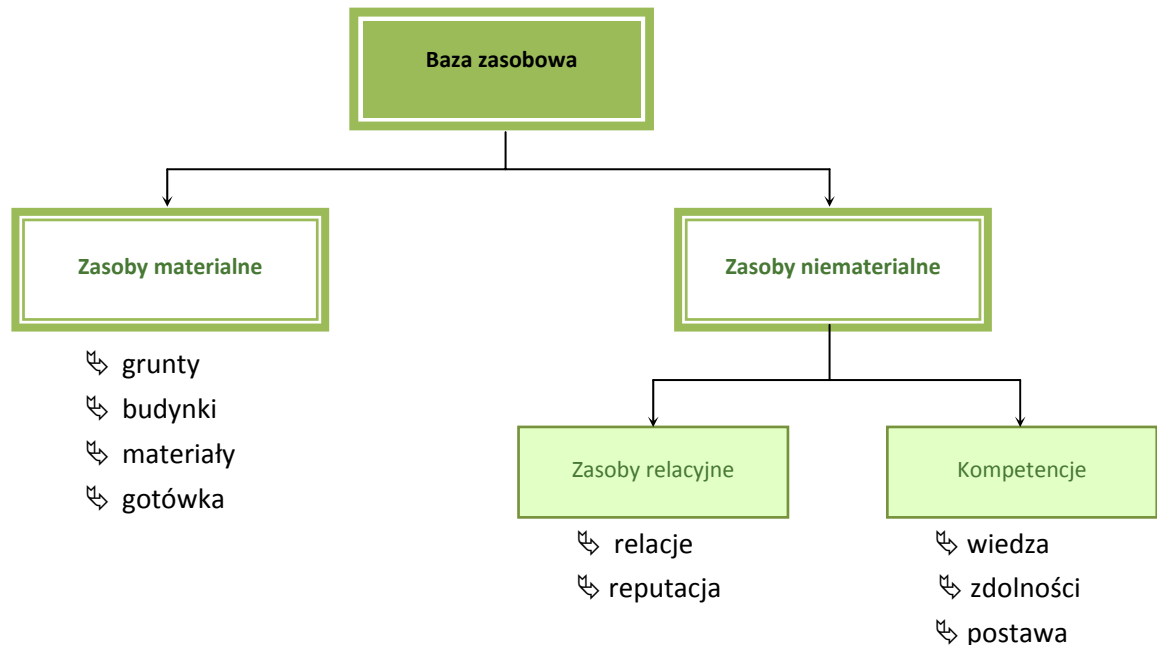 Baza zasobowa
Zasoby materialne
grunty
budynki
materiały
gotówka
Zasoby niematerialne
Zasoby relacyjne
relacje
reputacja
Kompetencje
wiedza
zdolności
postawa